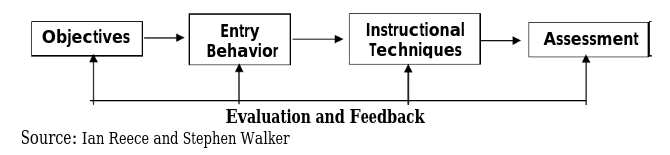 Objectives
Entry
Behavior
Instructional
Techniques
Assessment
Evaluation and Feedback
Source: Ian Reece and Stephen Walker